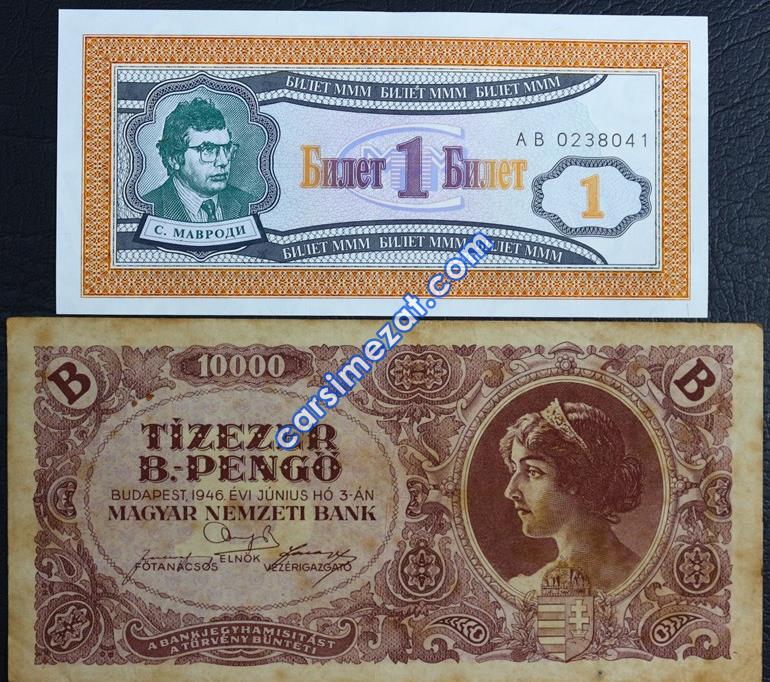 БИЛЕТ МММ БИЛЕТ МММ БИЛЕТ МММ
АВ 0238041
Билет 1 Билет
1
С. МАВРОДИ
БИЛЕТ МММ БИЛЕТ МММ БИЛЕТ МММ
carsimezat.com
B 10000 B
TÍZEZER
B.-PENGŐ
BUDAPEST, 1946. ÉVI JÚNIUS HÓ 3-ÁN
MAGYAR NEMZETI BANK
ELNÖK
FŐTANÁCSOS VEZÉRIGAZGATÓ
A BANKJEGYHAMISÍTÁST
A TÖRVÉNY BÜNTETI